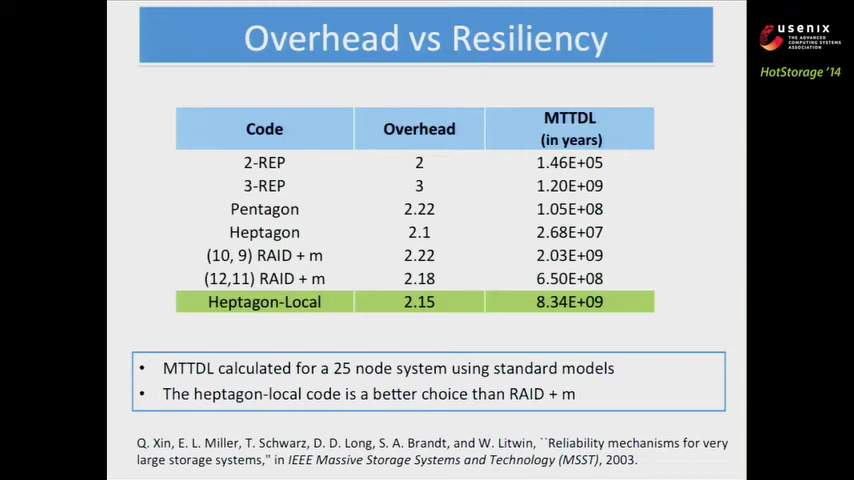 Overhead vs Resiliency
usenix
THE ADVANCED
COMPUTING SYSTEMS
ASSOCIATION
HotStorage '14
Code Overhead MTTDL (in years)
2-REP 2 1.46E+05
3-REP 3 1.20E+09
Pentagon 2.22 1.05E+08
Heptagon 2.1 2.68E+07
(10, 9) RAID + m 2.22 2.03E+09
(12,11) RAID + m 2.18 6.50E+08
Heptagon-Local 2.15 8.34E+09
• MTTDL calculated for a 25 node system using standard models
• The heptagon-local code is a better choice than RAID + m
Q. Xin, E. L. Miller, T. Schwarz, D. D. Long, S. A. Brandt, and W. Litwin, ``Reliability mechanisms for very
large storage systems," in IEEE Massive Storage Systems and Technology (MSST), 2003.